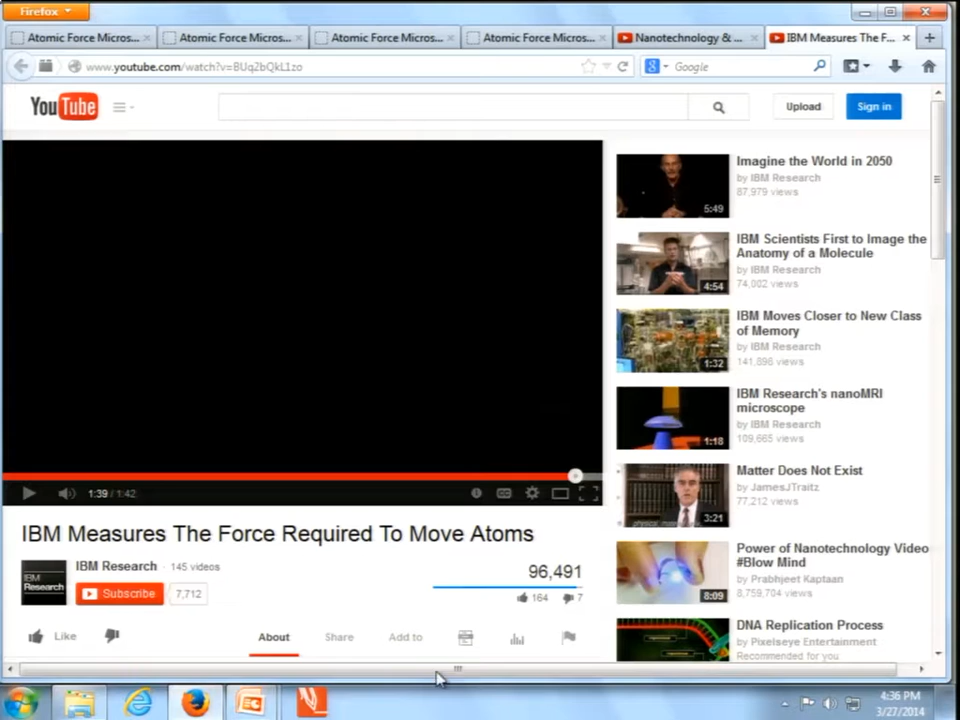 Firefox
Atomic Force Micros...
Atomic Force Micros...
Atomic Force Micros...
Atomic Force Micros...
Nanotechnology & ...
IBM Measures The F...
www.youtube.com/watch?v=8Uq2bQkL1zo
Google
YouTube
Upload
Sign in
Imagine the World in 2050
by IBM Research
87,979 views
5:49
IBM Scientists First to Image the
Anatomy of a Molecule
by IBM Research
74,002 views
4:54
IBM Moves Closer to New Class
of Memory
by IBM Research
141,896 views
1:32
IBM Research's nanoMRI
microscope
by IBM Research
109,665 views
1:18
Matter Does Not Exist
by JamesJTraitz
77,212 views
3:21
Power of Nanotechnology Video
#Blow Mind
by Prabhjeet Kaptaan
8,759,704 views
8:09
DNA Replication Process
by Pixelseye Entertainment
Recommended for you
1:39 / 1:42
IBM Measures The Force Required To Move Atoms
IBM
Research
IBM Research · 145 videos
Subscribe 7,712
96,491
164 7
Like
About Share Add to
4:36 PM
3/27/2014